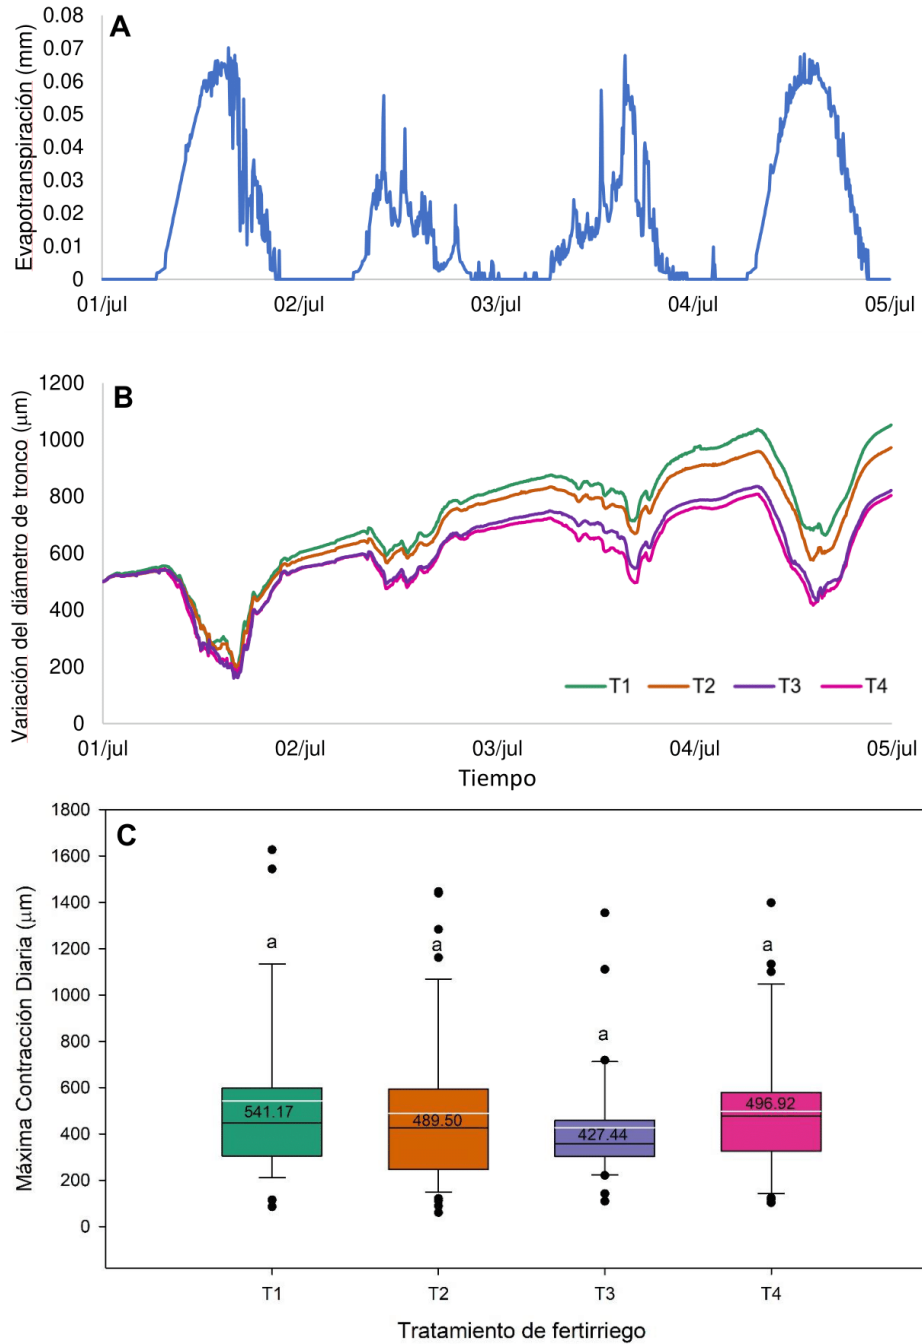 A
Evapotranspiración (mm)
0.08
0.07
0.06
0.05
0.04
0.03
0.02
0.01
0
01/jul 02/jul 03/jul 04/jul 05/jul
B
Variación del diámetro de tronco (µm)
1200
1000
800
600
400
200
0
T1 T2 T3 T4
01/jul 02/jul 03/jul 04/jul 05/jul
Tiempo
C
Máxima Contracción Diaria (µm)
1800
1600
1400
1200
1000
800
600
400
200
0
a a a a
541.17 489.50 427.44 496.92
T1 T2 T3 T4
Tratamiento de fertirriego